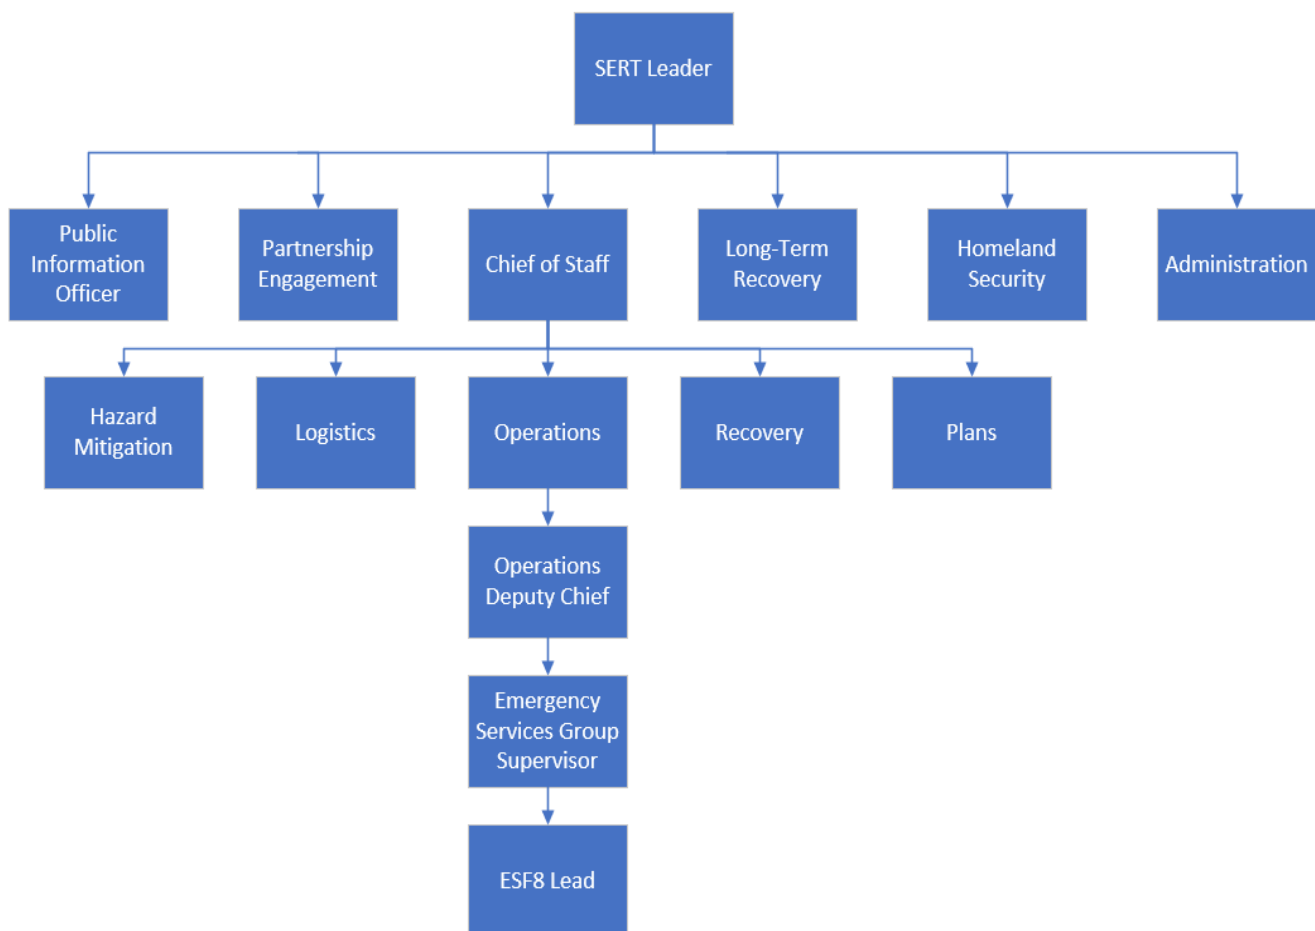 SERT Leader
Public
Information
Officer
Partnership
Engagement
Chief of Staff
Long-Term
Recovery
Homeland
Security
Administration
Hazard
Mitigation
Logistics
Operations
Recovery
Plans
Operations
Deputy Chief
Emergency
Services Group
Supervisor
ESF8 Lead